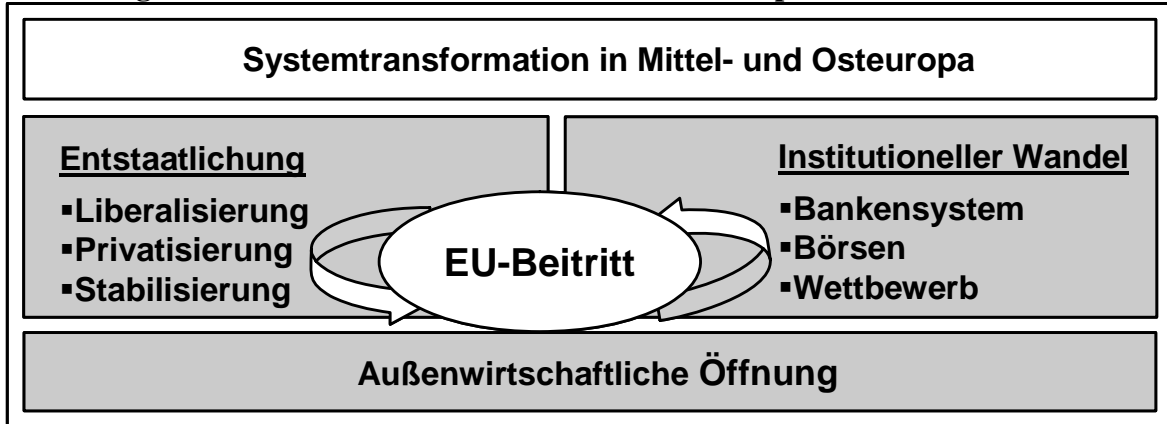 Systemtransformation in Mittel- und Osteuropa
Entstaatlichung
▪Liberalisierung
▪Privatisierung
▪Stabilisierung
EU-Beitritt
Institutioneller Wandel
▪Bankensystem
▪Börsen
▪Wettbewerb
Außenwirtschaftliche Öffnung